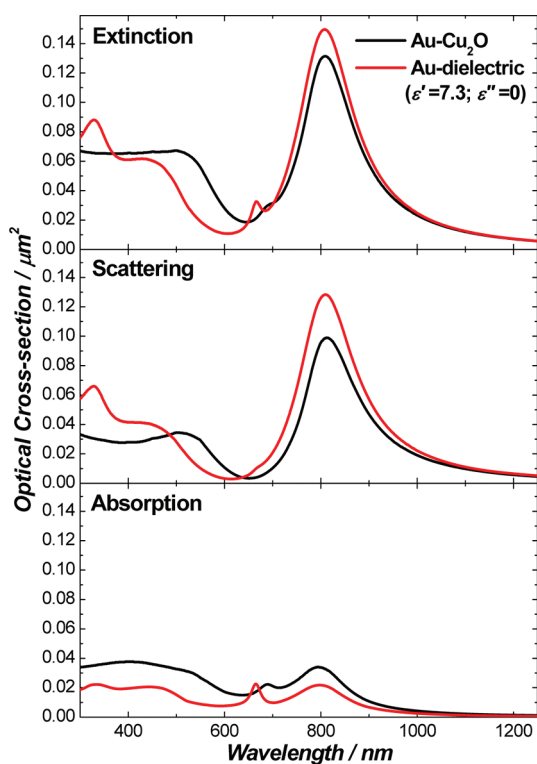 Extinction
Au-Cu₂O
Au-dielectric
(ε'=7.3; ε''=0)
0.14
0.12
0.10
0.08
0.06
0.04
0.02
0.00
Scattering
0.14
0.12
0.10
0.08
0.06
0.04
0.02
0.00
Absorption
0.14
0.12
0.10
0.08
0.06
0.04
0.02
0.00
Optical Cross-section / μm²
400 600 800 1000 1200
Wavelength / nm